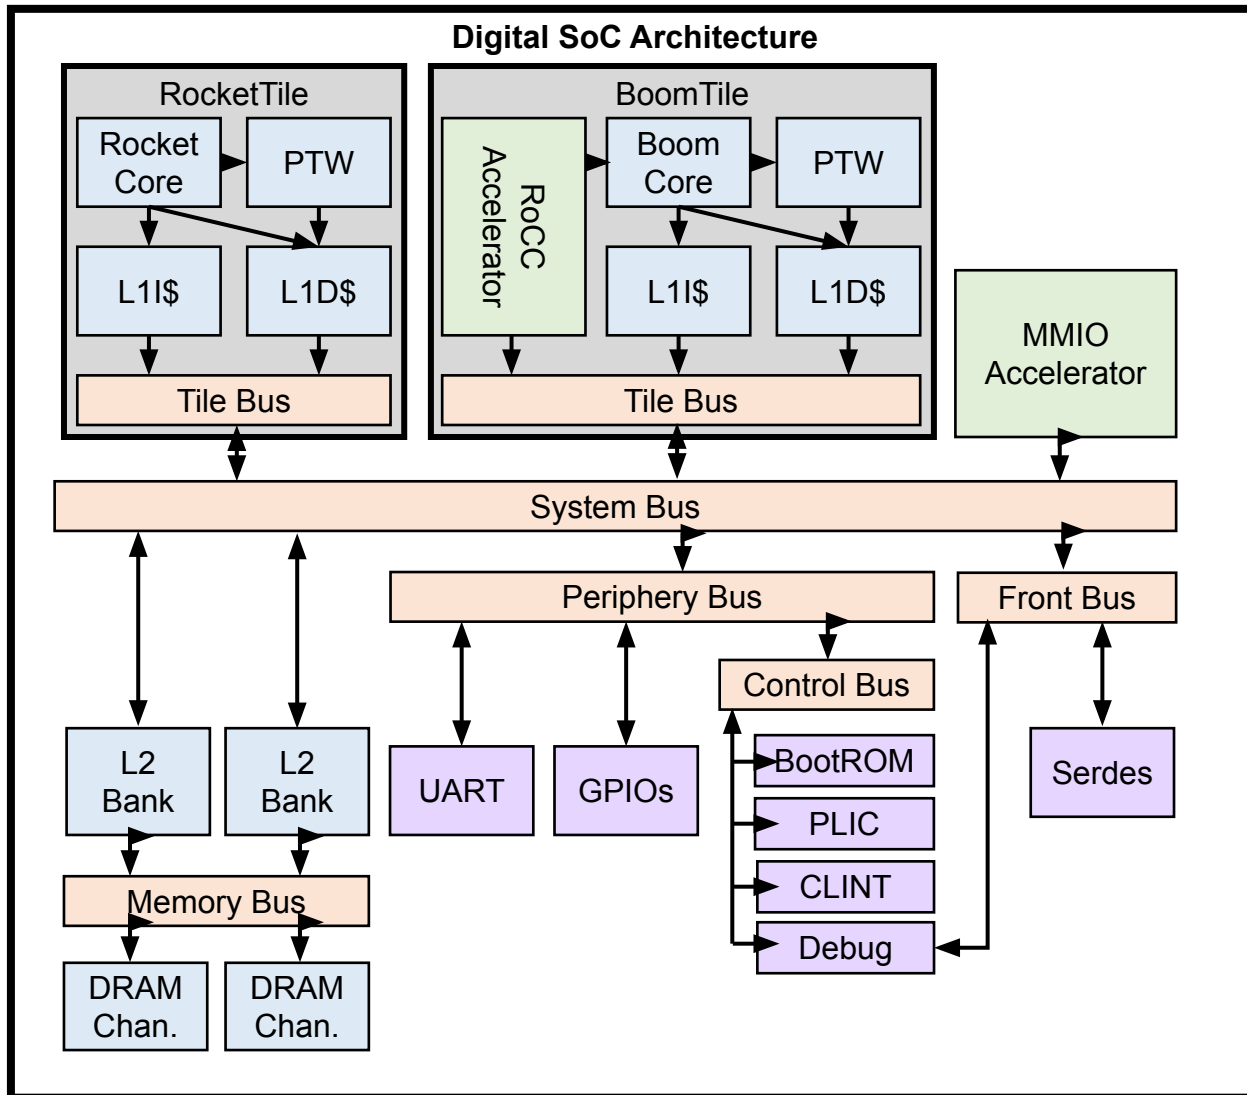 Digital SoC Architecture
RocketTile
Rocket
Core
PTW
L1I$
L1D$
Tile Bus
BoomTile
RoCC
Accelerator
Boom
Core
PTW
L1I$
L1D$
Tile Bus
MMIO
Accelerator
System Bus
Periphery Bus
Front Bus
Control Bus
L2
Bank
L2
Bank
UART
GPIOs
BootROM
PLIC
CLINT
Debug
Serdes
Memory Bus
DRAM
Chan.
DRAM
Chan.